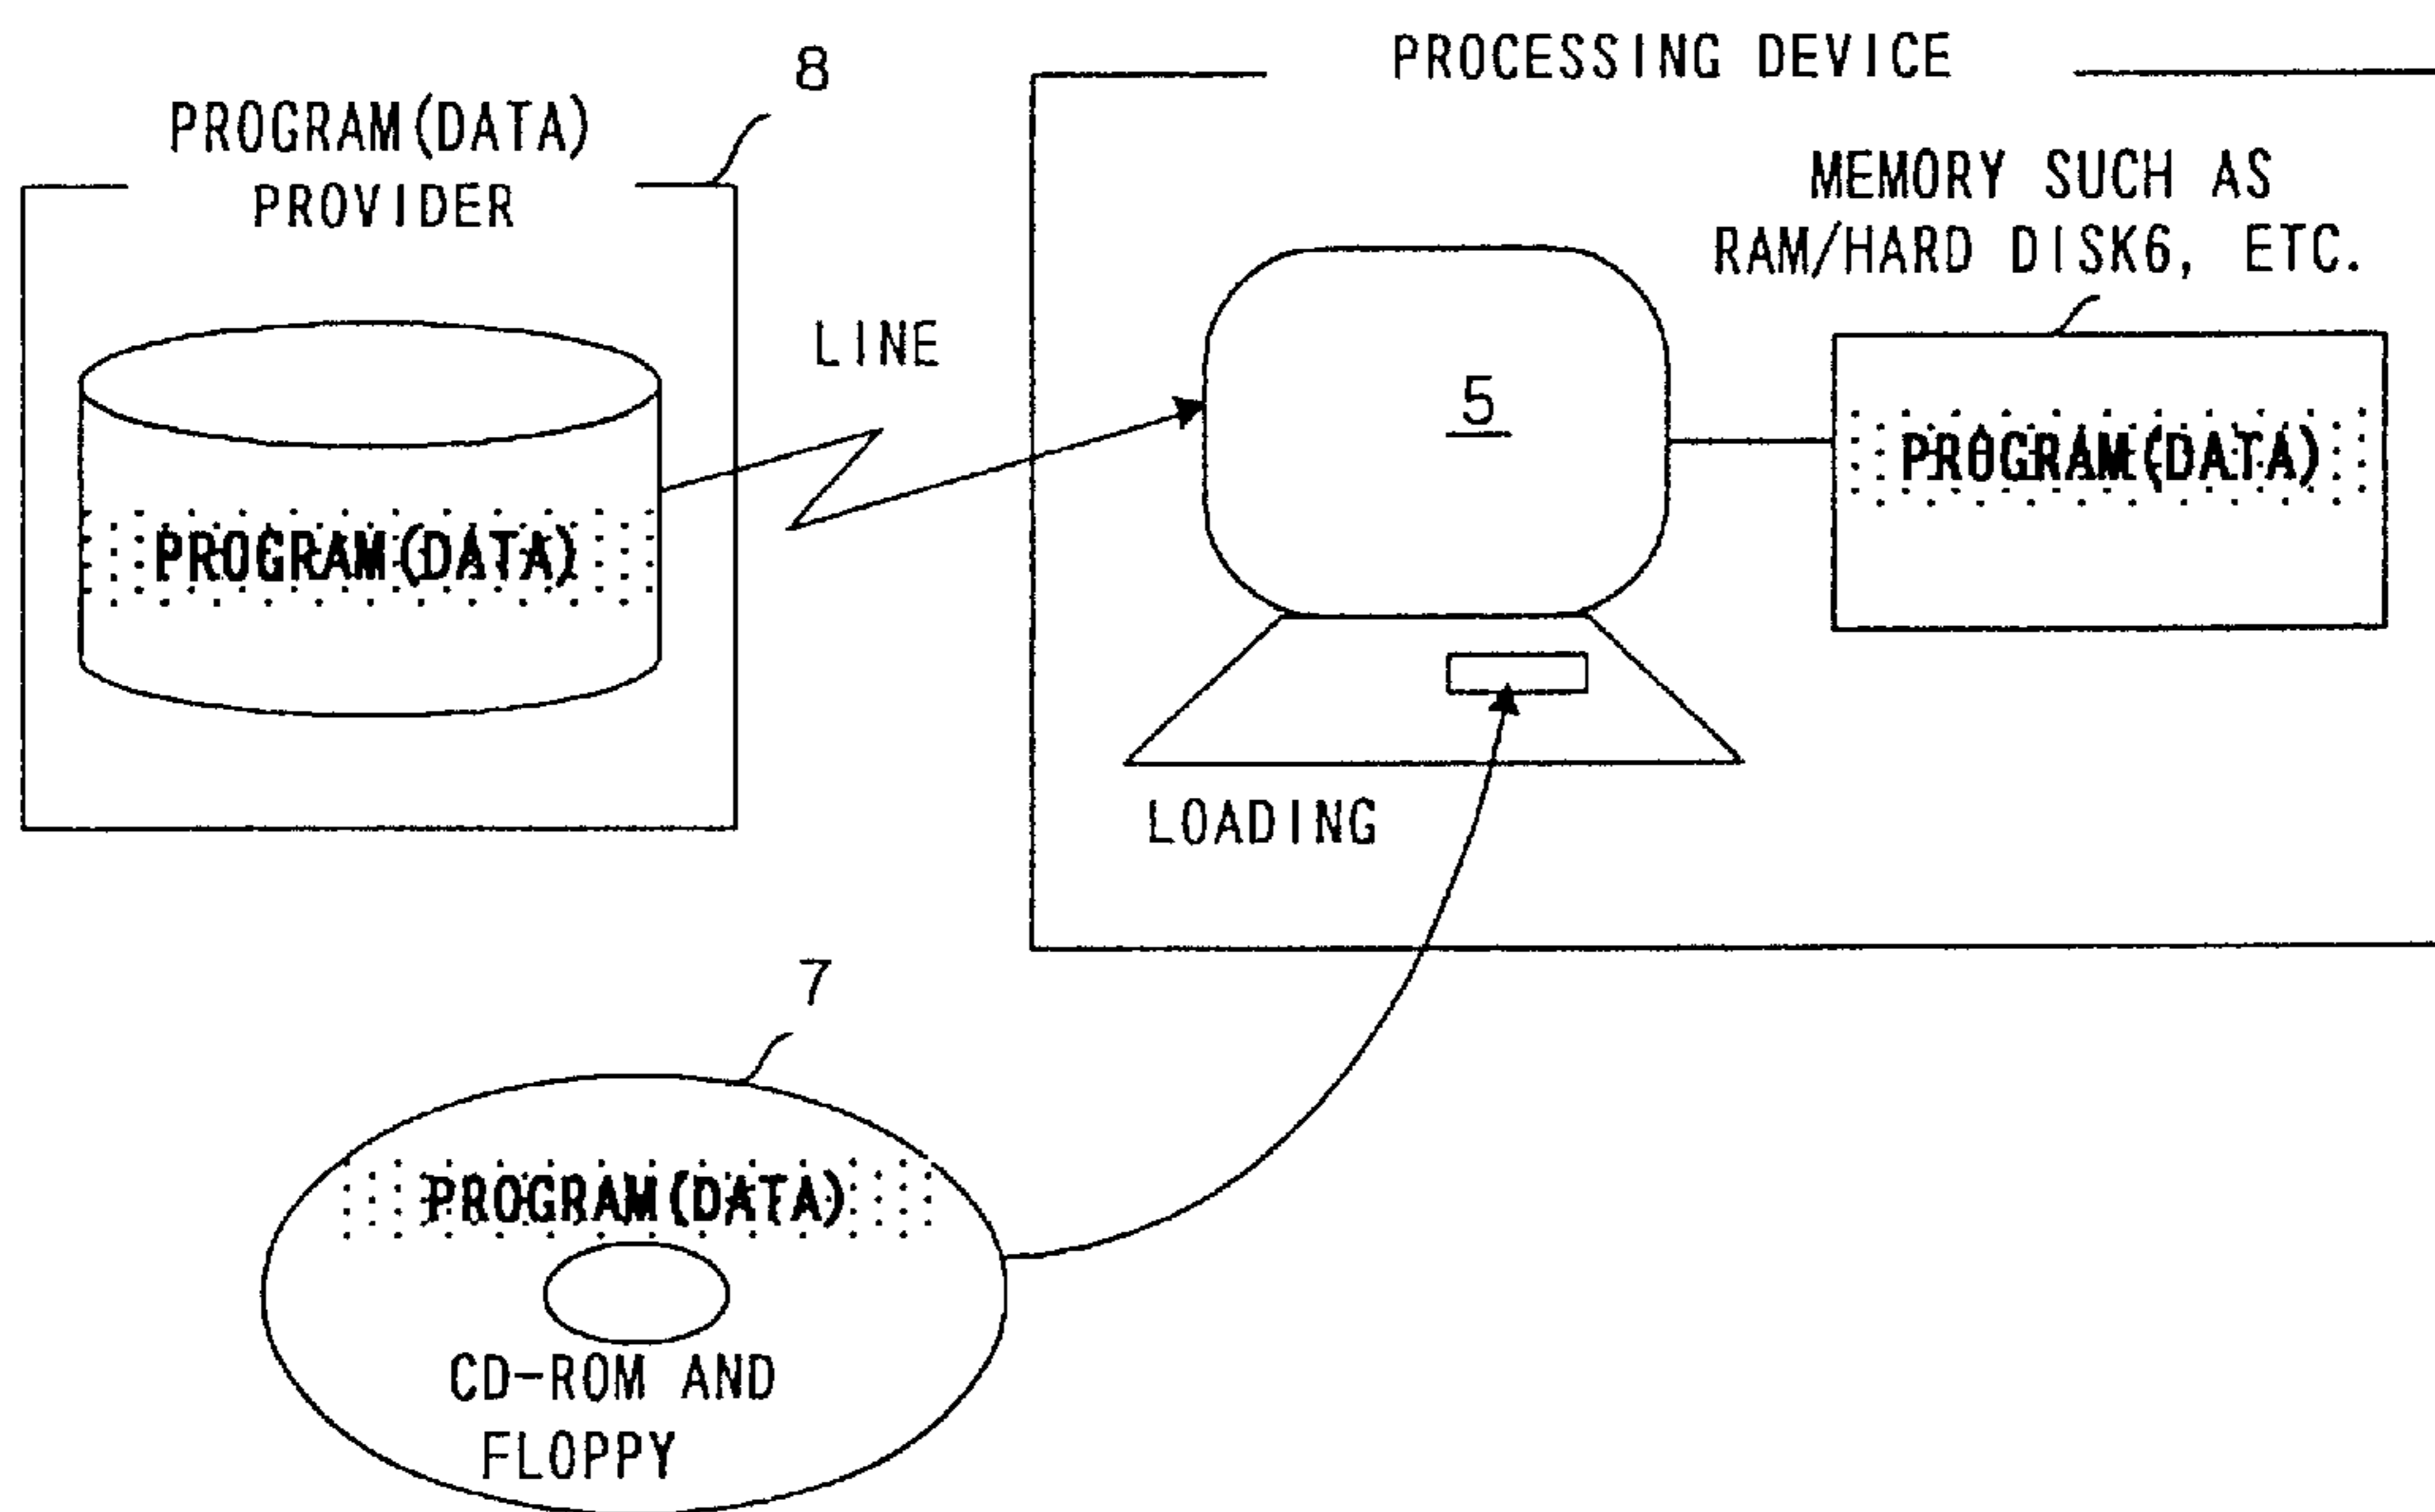 8
PROGRAM(DATA)
PROVIDER
PROGRAM(DATA)
LINE
PROCESSING DEVICE
MEMORY SUCH AS
RAM/HARD DISK6, ETC.
5
PROGRAM(DATA)
LOADING
7
PROGRAM(DATA)
CD-ROM AND
FLOPPY